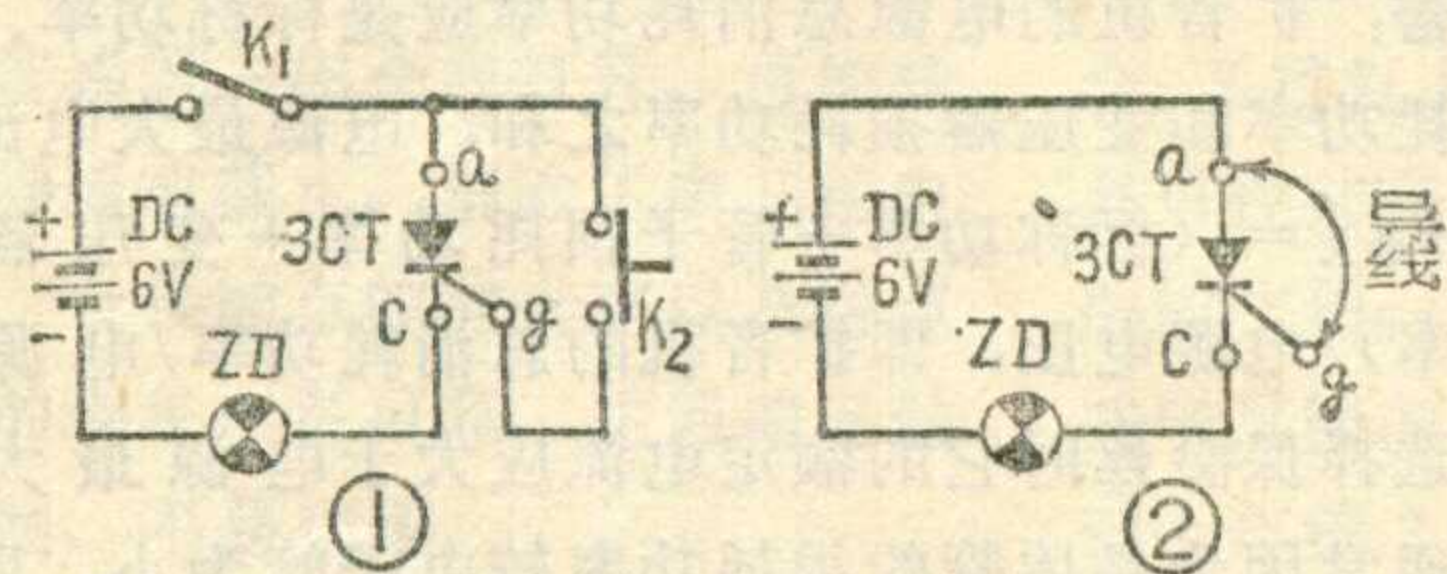 K₁
a
+
DC
3CT
6V
-
c
g
K₂
ZD
①
a
+
DC
3CT
6V
导线
-
c
g
ZD
②